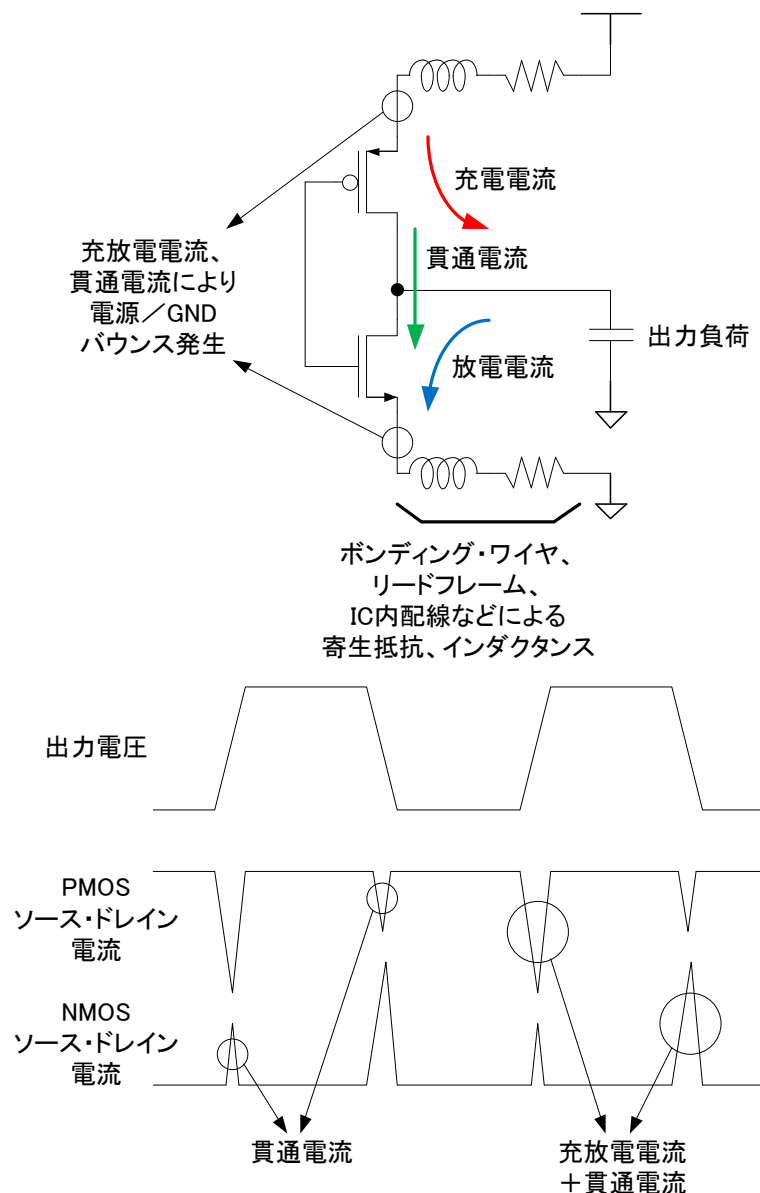 充電電流
貫通電流
充放電電流、
貫通電流により
電源／GND
バウンス発生
出力負荷
放電電流
ボンディング・ワイヤ、
リードフレーム、
IC内配線などによる
寄生抵抗、インダクタンス
出力電圧
PMOS
ソース・ドレイン
電流
NMOS
ソース・ドレイン
電流
貫通電流
充放電電流
＋貫通電流